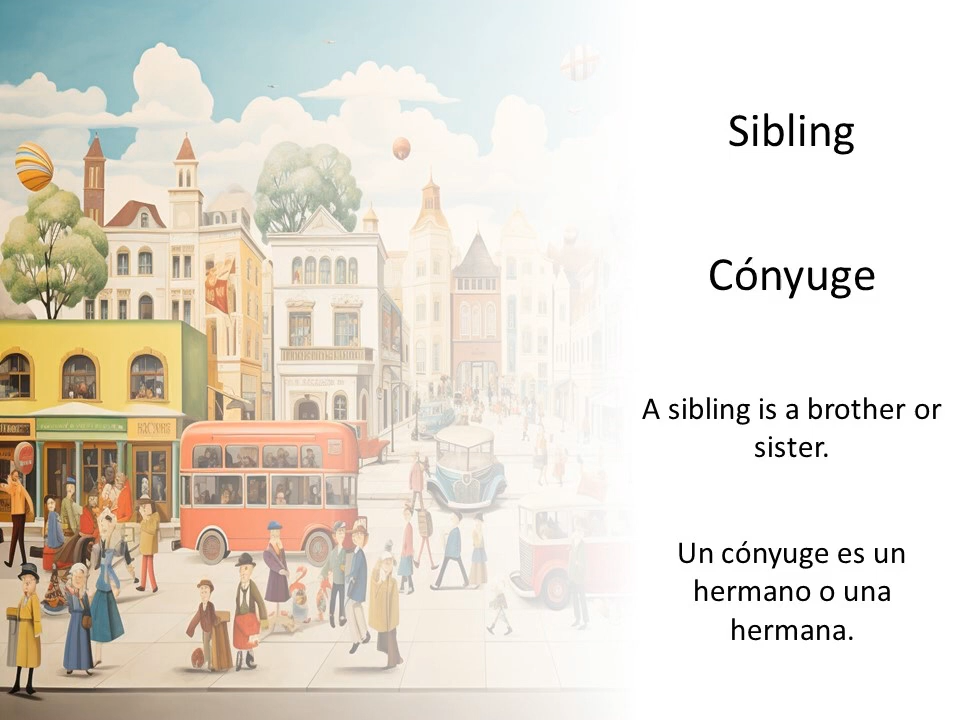 Sibling
Cónyuge
A sibling is a brother or
sister.
Un cónyuge es un
hermano o una
hermana.